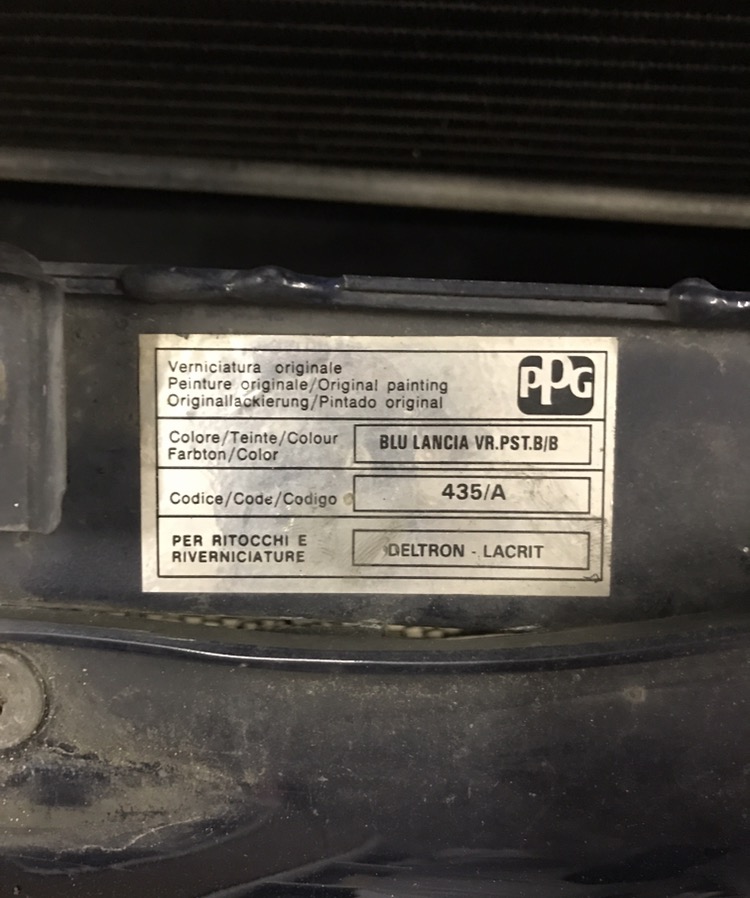 Verniciatura originale
Peinture originale/Original painting
Originallackierung/Pintado original
PPG
Colore/Teinte/Colour
Farbton/Color
BLU LANCIA VR.PST.B/B
Codice/Code/Codigo
435/A
PER RITOCCHI E
RIVERNICIATURE
DELTRON - LACRIT